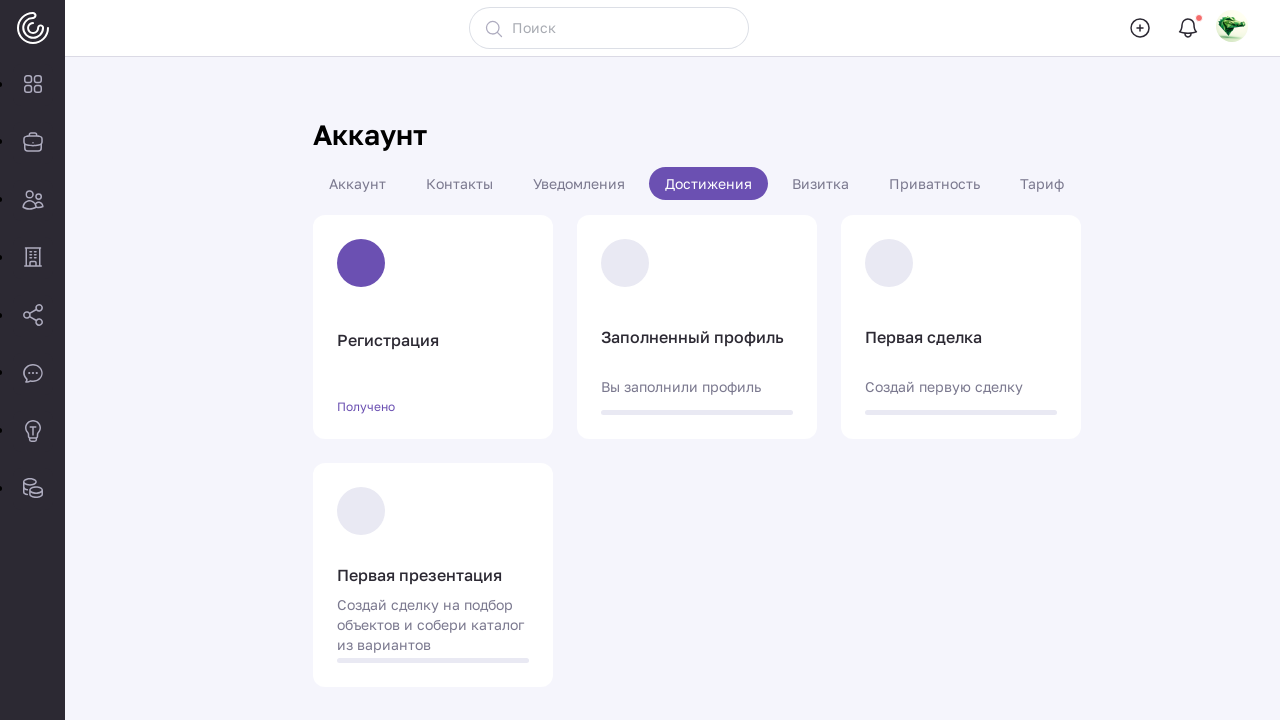 Поиск
Аккаунт
Аккаунт Контакты Уведомления Достижения Визитка Приватность Тариф
Регистрация
Получено
Заполненный профиль
Вы заполнили профиль
Первая сделка
Создай первую сделку
Первая презентация
Создай сделку на подбор
объектов и собери каталог
из вариантов